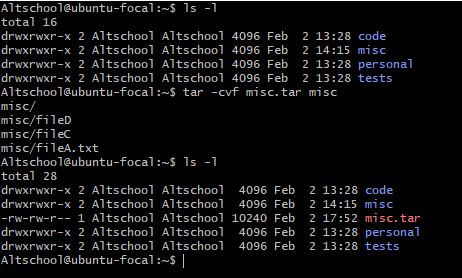 Altschool@ubuntu-focal:~$ ls -l
total 16
drwxrwxr-x 2 Altschool Altschool 4096 Feb  2 13:28 code
drwxrwxr-x 2 Altschool Altschool 4096 Feb  2 14:15 misc
drwxrwxr-x 2 Altschool Altschool 4096 Feb  2 13:28 personal
drwxrwxr-x 2 Altschool Altschool 4096 Feb  2 13:28 tests
Altschool@ubuntu-focal:~$ tar -cvf misc.tar misc
misc/
misc/fileD
misc/fileC
misc/fileA.txt
Altschool@ubuntu-focal:~$ ls -l
total 28
drwxrwxr-x 2 Altschool Altschool  4096 Feb  2 13:28 code
drwxrwxr-x 2 Altschool Altschool  4096 Feb  2 14:15 misc
-rw-rw-r-- 1 Altschool Altschool 10240 Feb  2 17:52 misc.tar
drwxrwxr-x 2 Altschool Altschool  4096 Feb  2 13:28 personal
drwxrwxr-x 2 Altschool Altschool  4096 Feb  2 13:28 tests
Altschool@ubuntu-focal:~$